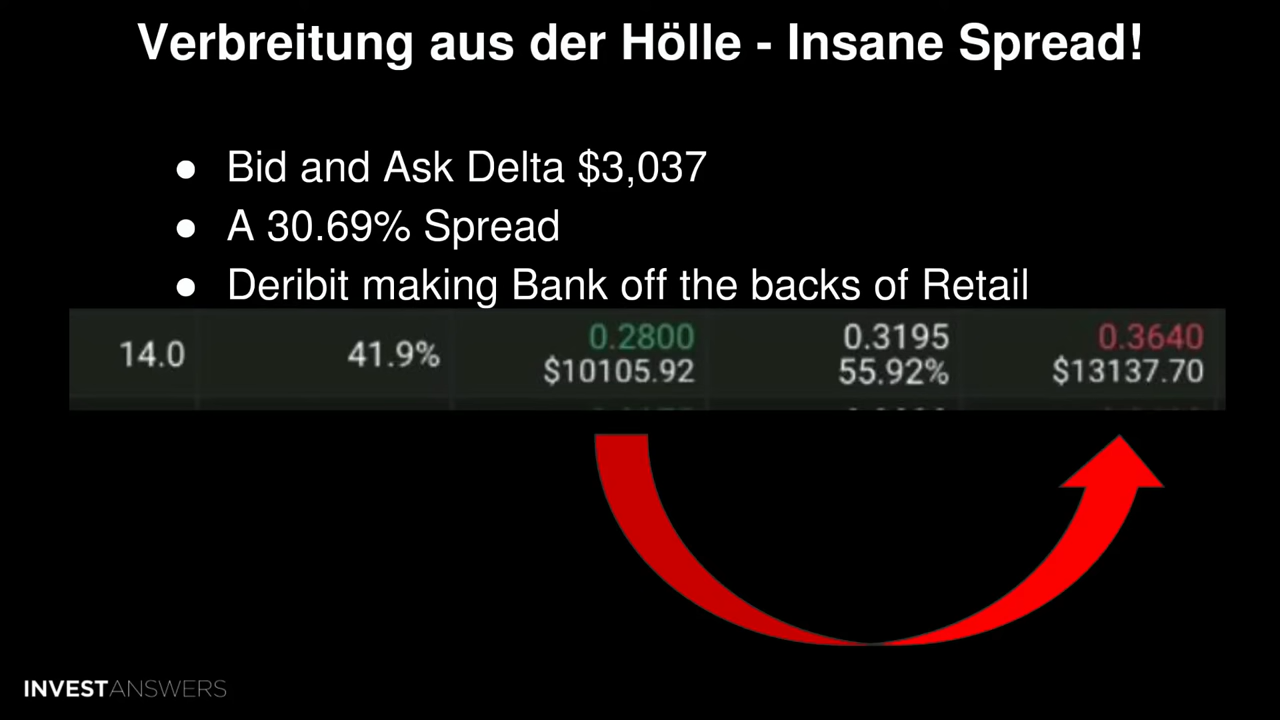 Verbreitung aus der Hölle - Insane Spread!
● Bid and Ask Delta $3,037
● A 30.69% Spread
● Deribit making Bank off the backs of Retail
14.0 41.9% 0.2800 0.3195 0.3640
$10105.92 55.92% $13137.70
INVESTANSWERS